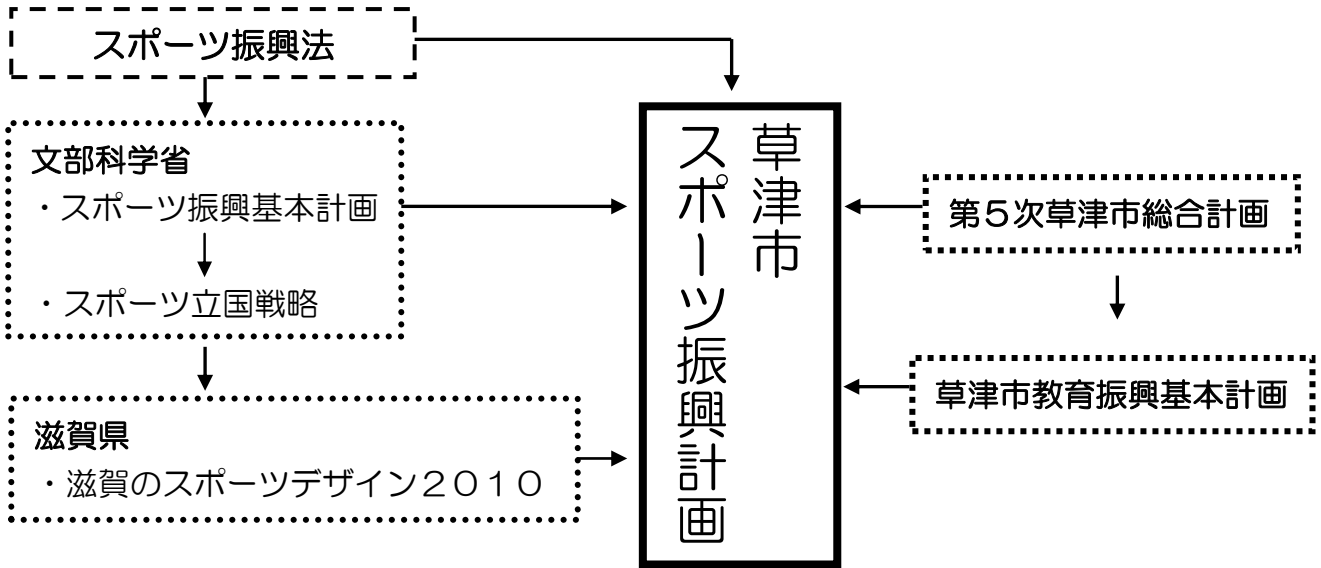 スポーツ振興法
文部科学省
・スポーツ振興基本計画
・スポーツ立国戦略
滋賀県
・滋賀のスポーツデザイン２０１０
草津市
スポーツ振興計画
第５次草津市総合計画
草津市教育振興基本計画